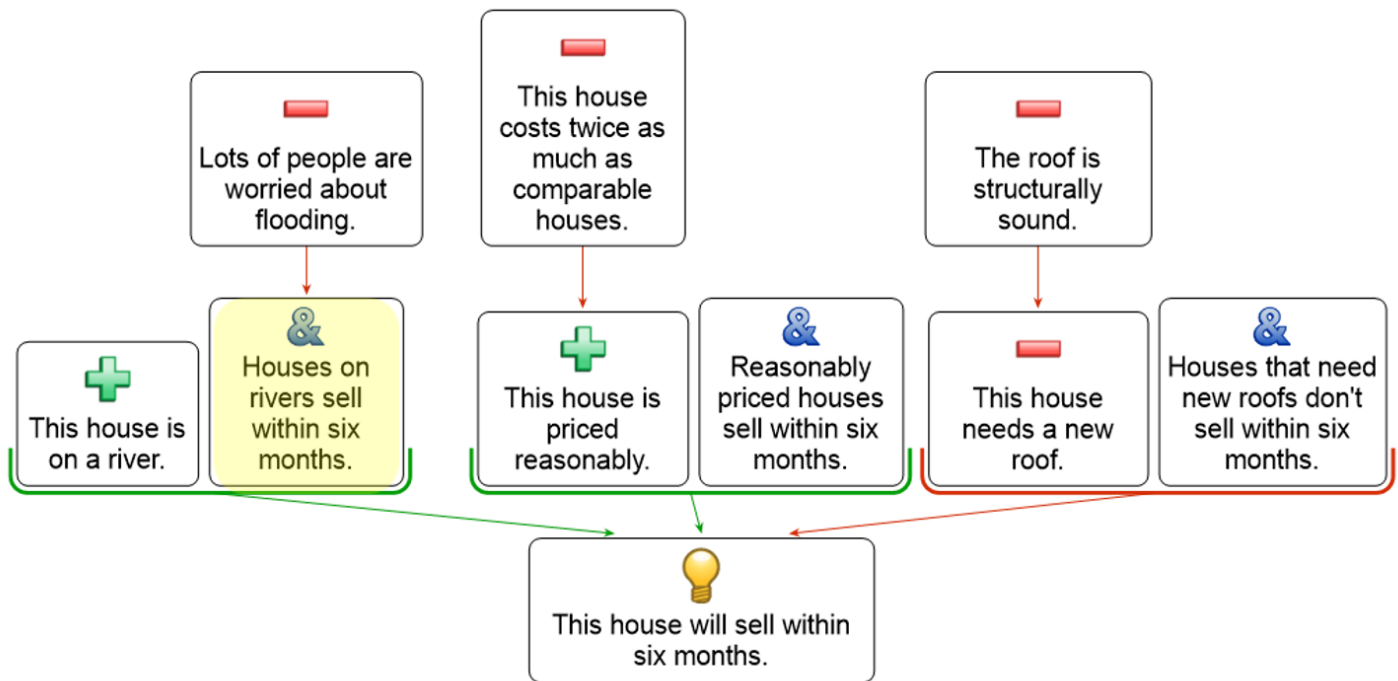 Lots of people are
worried about
flooding.
This house
costs twice as
much as
comparable
houses.
The roof is
structurally
sound.
This house is
on a river.
&
Houses on
rivers sell
within six
months.
This house is
priced
reasonably.
&
Reasonably
priced houses
sell within six
months.
This house
needs a new
roof.
&
Houses that need
new roofs don't
sell within six
months.
This house will sell within
six months.